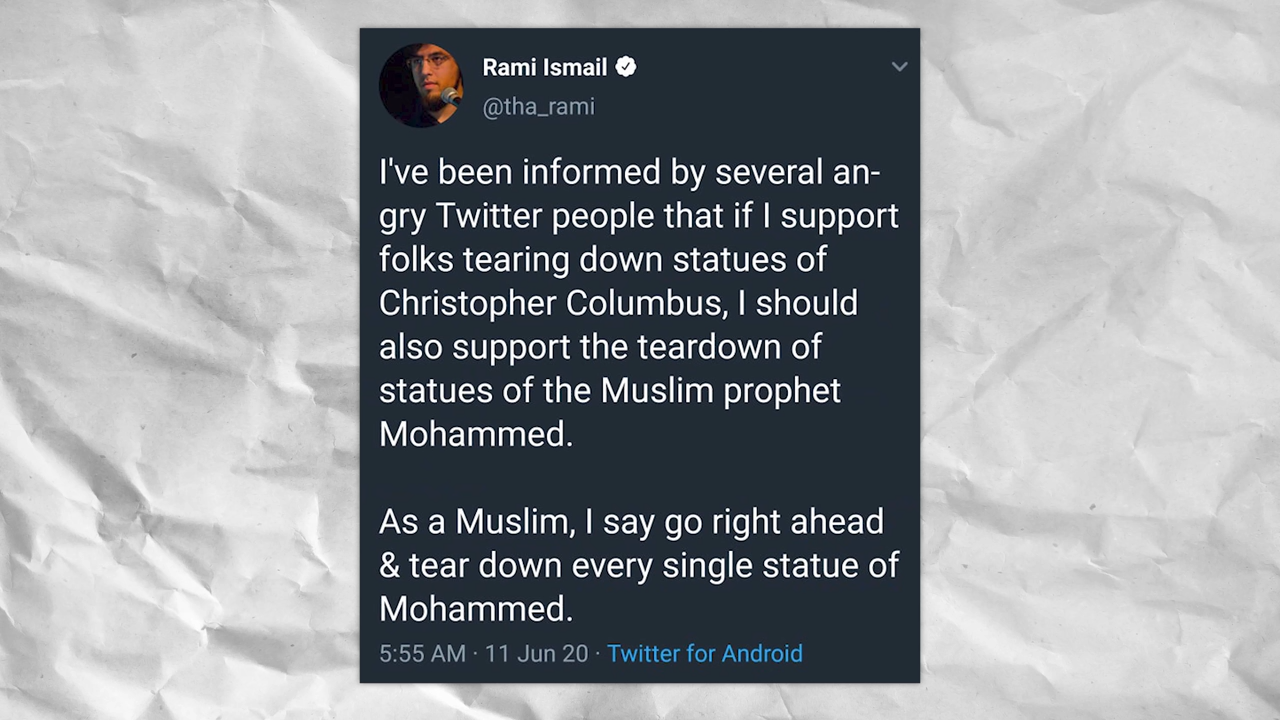 Rami Ismail
@tha_rami
I've been informed by several an-
gry Twitter people that if I support
folks tearing down statues of
Christopher Columbus, I should
also support the teardown of
statues of the Muslim prophet
Mohammed.
As a Muslim, I say go right ahead
& tear down every single statue of
Mohammed.
5:55 AM · 11 Jun 20 · Twitter for Android